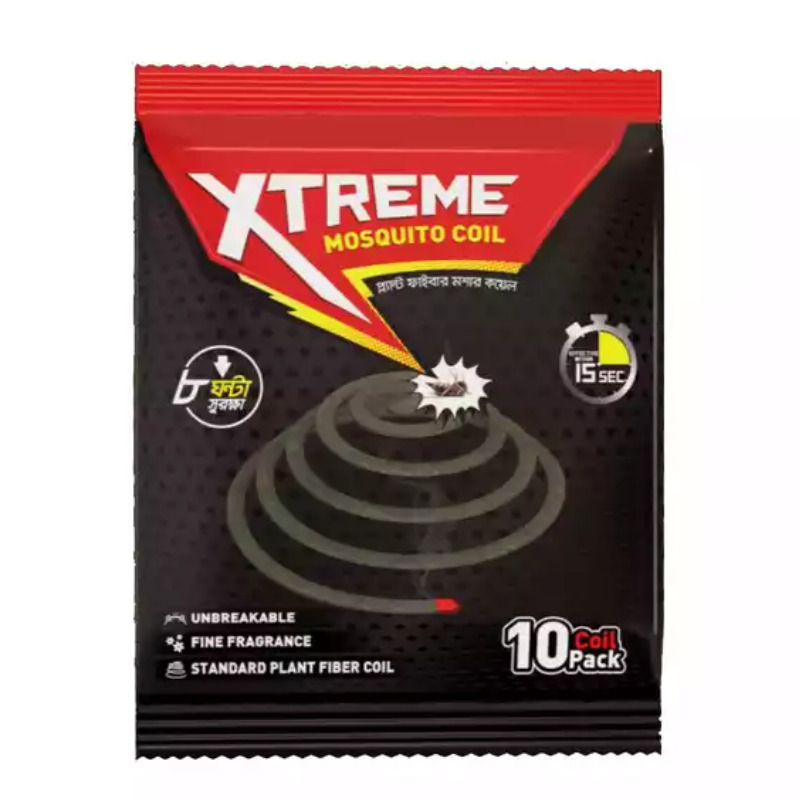 XTREME
MOSQUITO COIL
প্ল্যান্ট ফাইবার মশার কয়েল
৮ ঘন্টা
সুরক্ষা
EFFECTIVE
WITHIN
15 SEC
UNBREAKABLE
FINE FRAGRANCE
STANDARD PLANT FIBER COIL
10 Coil
Pack